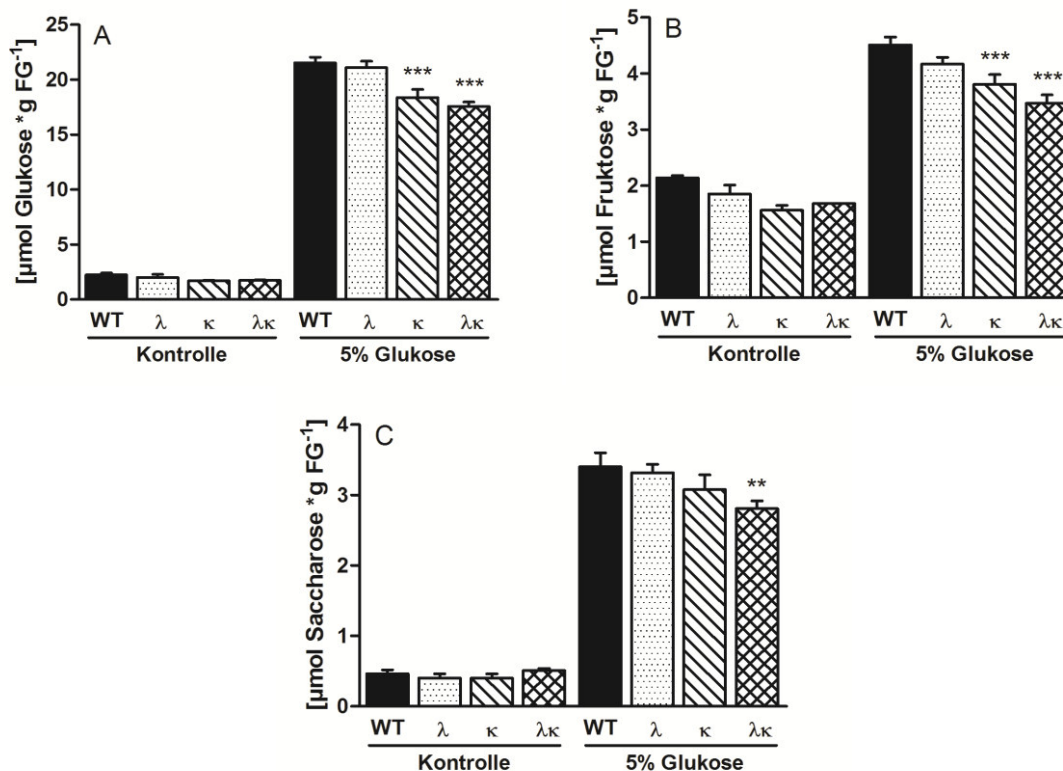 A
[µmol Glukose *g FG⁻¹]
25
20
15
10
5
0
*** ***
WT λ κ λκ WT λ κ λκ
Kontrolle 5% Glukose
B
[µmol Fruktose *g FG⁻¹]
5
4
3
2
1
0
*** ***
WT λ κ λκ WT λ κ λκ
Kontrolle 5% Glukose
C
[µmol Saccharose *g FG⁻¹]
4
3
2
1
0
**
WT λ κ λκ WT λ κ λκ
Kontrolle 5% Glukose